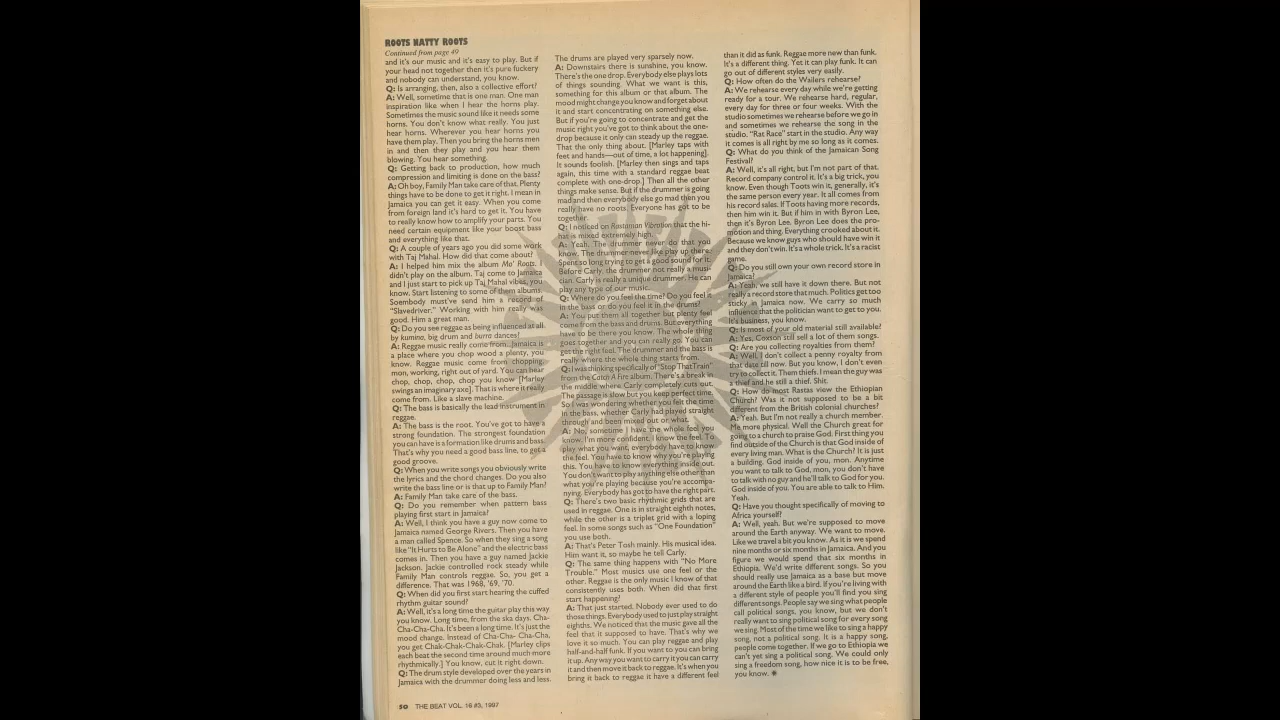 ROOTS NATTY ROOTS
Continued from page 49
and it's our music and it's easy to play. But if
your head not together then it's pure fuckery
and nobody can understand, you know.
Q: Is arranging, then, also a collective effort?
A: Well, sometime that is one man. One man
inspiration like when I hear the horns play.
Sometimes the music sound like it needs some
horns. You don't know what really. You just
hear horns. Wherever you hear horns you
have them play. Then you bring the horns men
in and then they play and you hear them
blowing. You hear something.
Q: Getting back to production, how much
compression and limiting is done on the bass?
A: Oh boy, Family Man take care of that. Plenty
things have to be done to get it right. I mean in
Jamaica you can get it easy. When you come
from foreign land it's hard to get it. You have
to really know how to amplify your parts. You
need certain equipment like your boost bass
and everything like that.
Q: A couple of years ago you did some work
with Taj Mahal. How did that come about?
A: I helped him mix the album Mo' Roots. I
didn't play on the album. Taj come to Jamaica
and I just start to pick up Taj Mahal vibes, you
know. Start listening to some of them albums.
Soembody must've send him a record of
"Slavedriver." Working with him really was
good. Him a great man.
Q: Do you see reggae as being influenced at all
by kumina, big drum and burro dances?
A: Reggae music really come from. Jamaica is
a place where you chop wood a plenty, you
know. Reggae music come from chopping,
mon, working, right out of yard. You can hear
chop, chop, chop, chop you know [Marley
swings an imaginary axe]. That is where it really
come from. Like a slave machine.
Q: The bass is basically the lead instrument in
reggae.
A: The bass is the root. You've got to have a
strong foundation. The strongest foundation
you can have is a formation like drums and bass.
That's why you need a good bass line, to get a
good groove.
Q: When you write songs you obviously write
the lyrics and the chord changes. Do you also
write the bass line or is that up to Family Man?
A: Family Man take care of the bass.
Q: Do you remember when pattern bass
playing first start in Jamaica?
A: Well, I think you have a guy now come to
Jamaica named George Rivers. Then you have
a man called Spence. So when they sing a song
like "It Hurts to Be Alone" and the electric bass
comes in. Then you have a guy named Jackie
Jackson. Jackie controlled rock steady while
Family Man controls reggae. So, you get a
difference. That was 1968, '69, '70.
Q: When did you first start hearing the cuffed
rhythm guitar sound?
A: Well, it's a long time the guitar play this way
you know. Long time, from the ska days. Cha-
Cha-Cha-Cha. It's been a long time. It's just the
mood change. Instead of Cha-Cha- Cha-Cha,
you get Chak-Chak-Chak-Chak. [Marley clips
each beat the second time around much more
rhythmically.] You know, cut it right down.
Q: The drum style developed over the years in
Jamaica with the drummer doing less and less.
The drums are played very sparsely now.
A: Downstairs there is sunshine, you know.
There's the one drop. Everybody else plays lots
of things sounding. What we want is this,
something for this album or that album. The
mood might change you know and forget about
it and start concentrating on something else.
But if you're going to concentrate and get the
music right you've got to think about the one-
drop because it only can steady up the reggae.
That the only thing about. [Marley taps with
feet and hands—out of time, a lot happening].
It sounds foolish. [Marley then sings and taps
again, this time with a standard reggae beat
complete with one-drop.] Then all the other
things make sense. But if the drummer is going
mad and then everybody else go mad then you
really have no roots. Everyone has got to be
together.
Q: I noticed on Rastaman Vibration that the hi-
hat is mixed extremely high.
A: Yeah. The drummer never do that you
know. The drummer never like play up there.
Spent so long trying to get a good sound for it.
Before Carly, the drummer not really a musi-
cian. Carly is really a unique drummer. He can
play any type of our music.
Q: Where do you feel the time? Do you feel it
in the bass or do you feel it in the drums?
A: You put them all together but plenty feel
come from the bass and drums. But everything
have to be there you know. The whole thing
goes together and you can really go. You can
get the right feel. The drummer and the bass is
really where the whole thing starts from.
Q: I was thinking specifically of "Stop That Train"
from the Catch A Fire album. There's a break in
the middle where Carly completely cuts out.
The passage is slow but you keep perfect time.
So I was wondering whether you felt the time
in the bass, whether Carly had played straight
through and been mixed out or what.
A: No, sometime I have the whole feel you
know. I'm more confident. I know the feel. To
play what you want, everybody have to know
the feel. You have to know why you're playing
this. You have to know everything inside out.
You don't want to play anything else other than
what you're playing because you're accompa-
nying. Everybody has got to have the right part.
Q: There's two basic rhythmic grids that are
used in reggae. One is in straight eighth notes,
while the other is a triplet grid with a loping
feel. In some songs such as "One Foundation"
you use both.
A: That's Peter Tosh mainly. His musical idea.
Him want it, so maybe he tell Carly.
Q: The same thing happens with "No More
Trouble." Most musics use one feel or the
other. Reggae is the only music I know of that
consistently uses both. When did that first
start happening?
A: That just started. Nobody ever used to do
those things. Everybody used to just play straight
eighths. We noticed that the music gave all the
feel that it supposed to have. That's why we
love it so much. You can play reggae and play
half-and-half funk. If you want to you can bring
it up. Any way you want to carry it you can carry
it and then move it back to reggae. It's when you
bring it back to reggae it have a different feel
than it did as funk. Reggae more new than funk.
It's a different thing. Yet it can play funk. It can
go out of different styles very easily.
Q: How often do the Wailers rehearse?
A: We rehearse every day while we're getting
ready for a tour. We rehearse hard, regular,
every day for three or four weeks. With the
studio sometimes we rehearse before we go in
and sometimes we rehearse the song in the
studio. "Rat Race" start in the studio. Any way
it comes is all right by me so long as it comes.
Q: What do you think of the Jamaican Song
Festival?
A: Well, it's all right, but I'm not part of that.
Record company control it. It's a big trick, you
know. Even though Toots win it, generally, it's
the same person every year. It all comes from
his record sales. If Toots having more records,
then him win it. But if him in with Byron Lee,
then it's Byron Lee. Byron Lee does the pro-
motion and thing. Everything crooked about it.
Because we know guys who should have win it
and they don't win. It's a whole trick. It's a racist
game.
Q: Do you still own your own record store in
Jamaica?
A: Yeah, we still have it down there. But not
really a record store that much. Politics get too
sticky in Jamaica now. We carry so much
influence that the politician want to get to you.
It's business, you know.
Q: Is most of your old material still available?
A: Yes, Coxson still sell a lot of them songs.
Q: Are you collecting royalties from them?
A: Well, I don't collect a penny royalty from
that date till now. But you know, I don't even
try to collect it. Them thiefs. I mean the guy was
a thief and he still a thief. Shit.
Q: How do most Rastas view the Ethiopian
Church? Was it not supposed to be a bit
different from the British colonial churches?
A: Yeah. But I'm not really a church member.
Me more physical. Well the Church great for
going to a church to praise God. First thing you
find outside of the Church is that God inside of
every living man. What is the Church? It is just
a building. God inside of you, mon. Anytime
you want to talk to God, mon, you don't have
to talk with no guy and he'll talk to God for you.
God inside of you. You are able to talk to Him.
Yeah.
Q: Have you thought specifically of moving to
Africa yourself?
A: Well, yeah. But we're supposed to move
around the Earth anyway. We want to move.
Like we travel a bit you know. As it is we spend
nine months or six months in Jamaica. And you
figure we would spend that six months in
Ethiopia. We'd write different songs. So you
should really use Jamaica as a base but move
around the Earth like a bird. If you're living with
a different style of people you'll find you sing
different songs. People say we sing what people
call political songs, you know, but we don't
really want to sing political song for every song
we sing. Most of the time we like to sing a happy
song, not a political song. It is a happy song,
people come together. If we go to Ethiopia we
can't yet sing a political song. We could only
sing a freedom song, how nice it is to be free,
you know. ✳
50 THE BEAT VOL. 16 #3, 1997